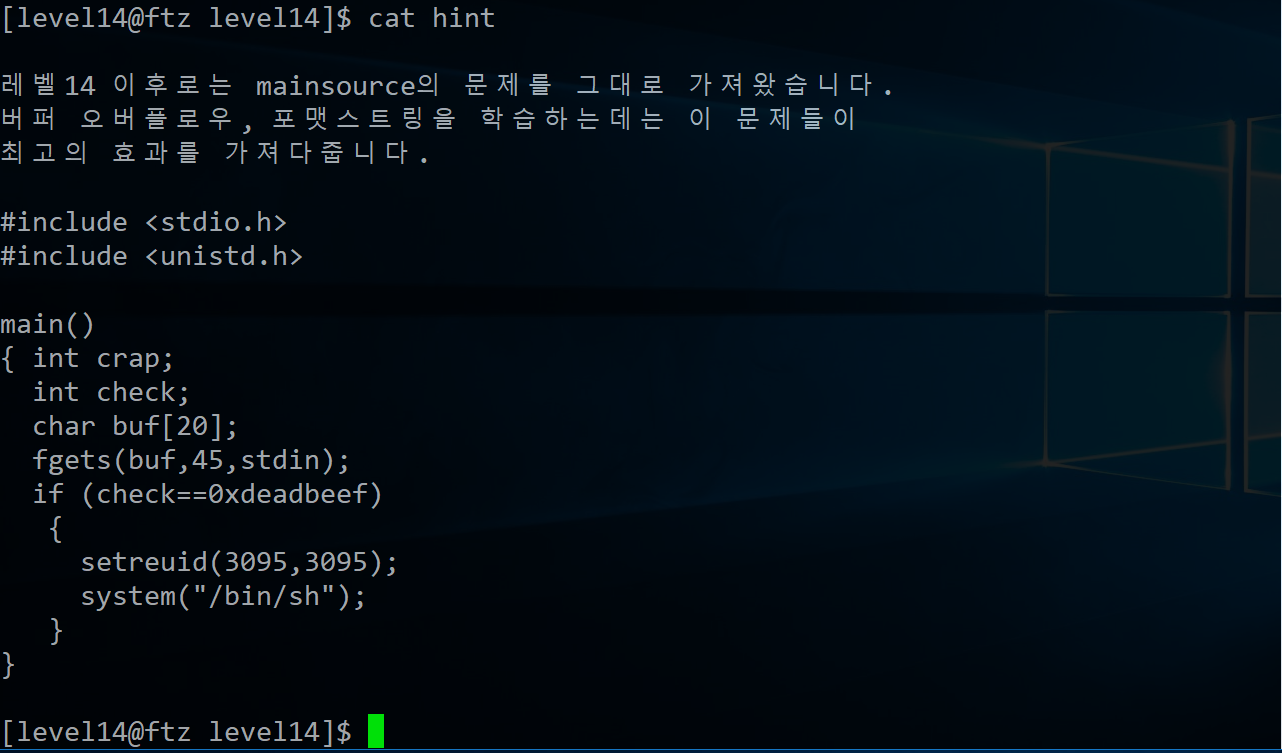 [level14@ftz level14]$ cat hint
레벨14 이후로는 mainsource의 문제를 그대로 가져왔습니다.
버퍼 오버플로우, 포맷스트링을 학습하는데는 이 문제들이
최고의 효과를 가져다줍니다.
#include <stdio.h>
#include <unistd.h>
main()
{ int crap;
  int check;
  char buf[20];
  fgets(buf,45,stdin);
  if (check==0xdeadbeef)
   {
     setreuid(3095,3095);
     system("/bin/sh");
   }
}
[level14@ftz level14]$